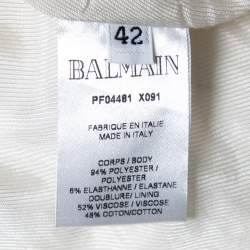 42
BALMAIN
PF04461 X091
FABRIQUE EN ITALIE
MADE IN ITALY
CORPS / BODY
94% POLYESTER /
POLYESTER
6% ELASTHANNE / ELASTANE
DOUBLURE/ LINING
52% VISCOSE / VISCOSE
48% COTON/COTTON